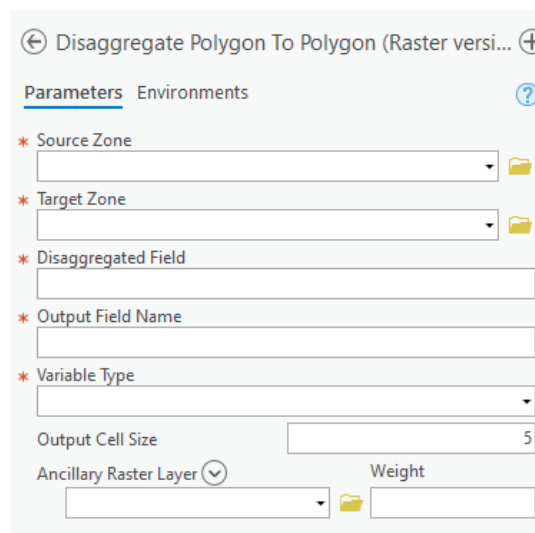 Disaggregate Polygon To Polygon (Raster versi...
Parameters Environments
?
* Source Zone
* Target Zone
* Disaggregated Field
* Output Field Name
* Variable Type
Output Cell Size 5
Ancillary Raster Layer Weight